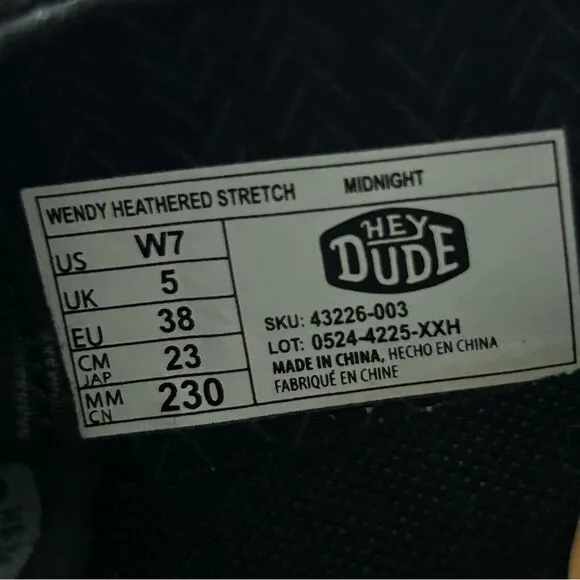 WENDY HEATHERED STRETCH MIDNIGHT
US W7
UK 5
EU 38
CM JAP 23
MM CN 230
HEY
DUDE
SKU: 43226-003
LOT: 0524-4225-XXH
MADE IN CHINA, HECHO EN CHINA
FABRIQUÉ EN CHINE